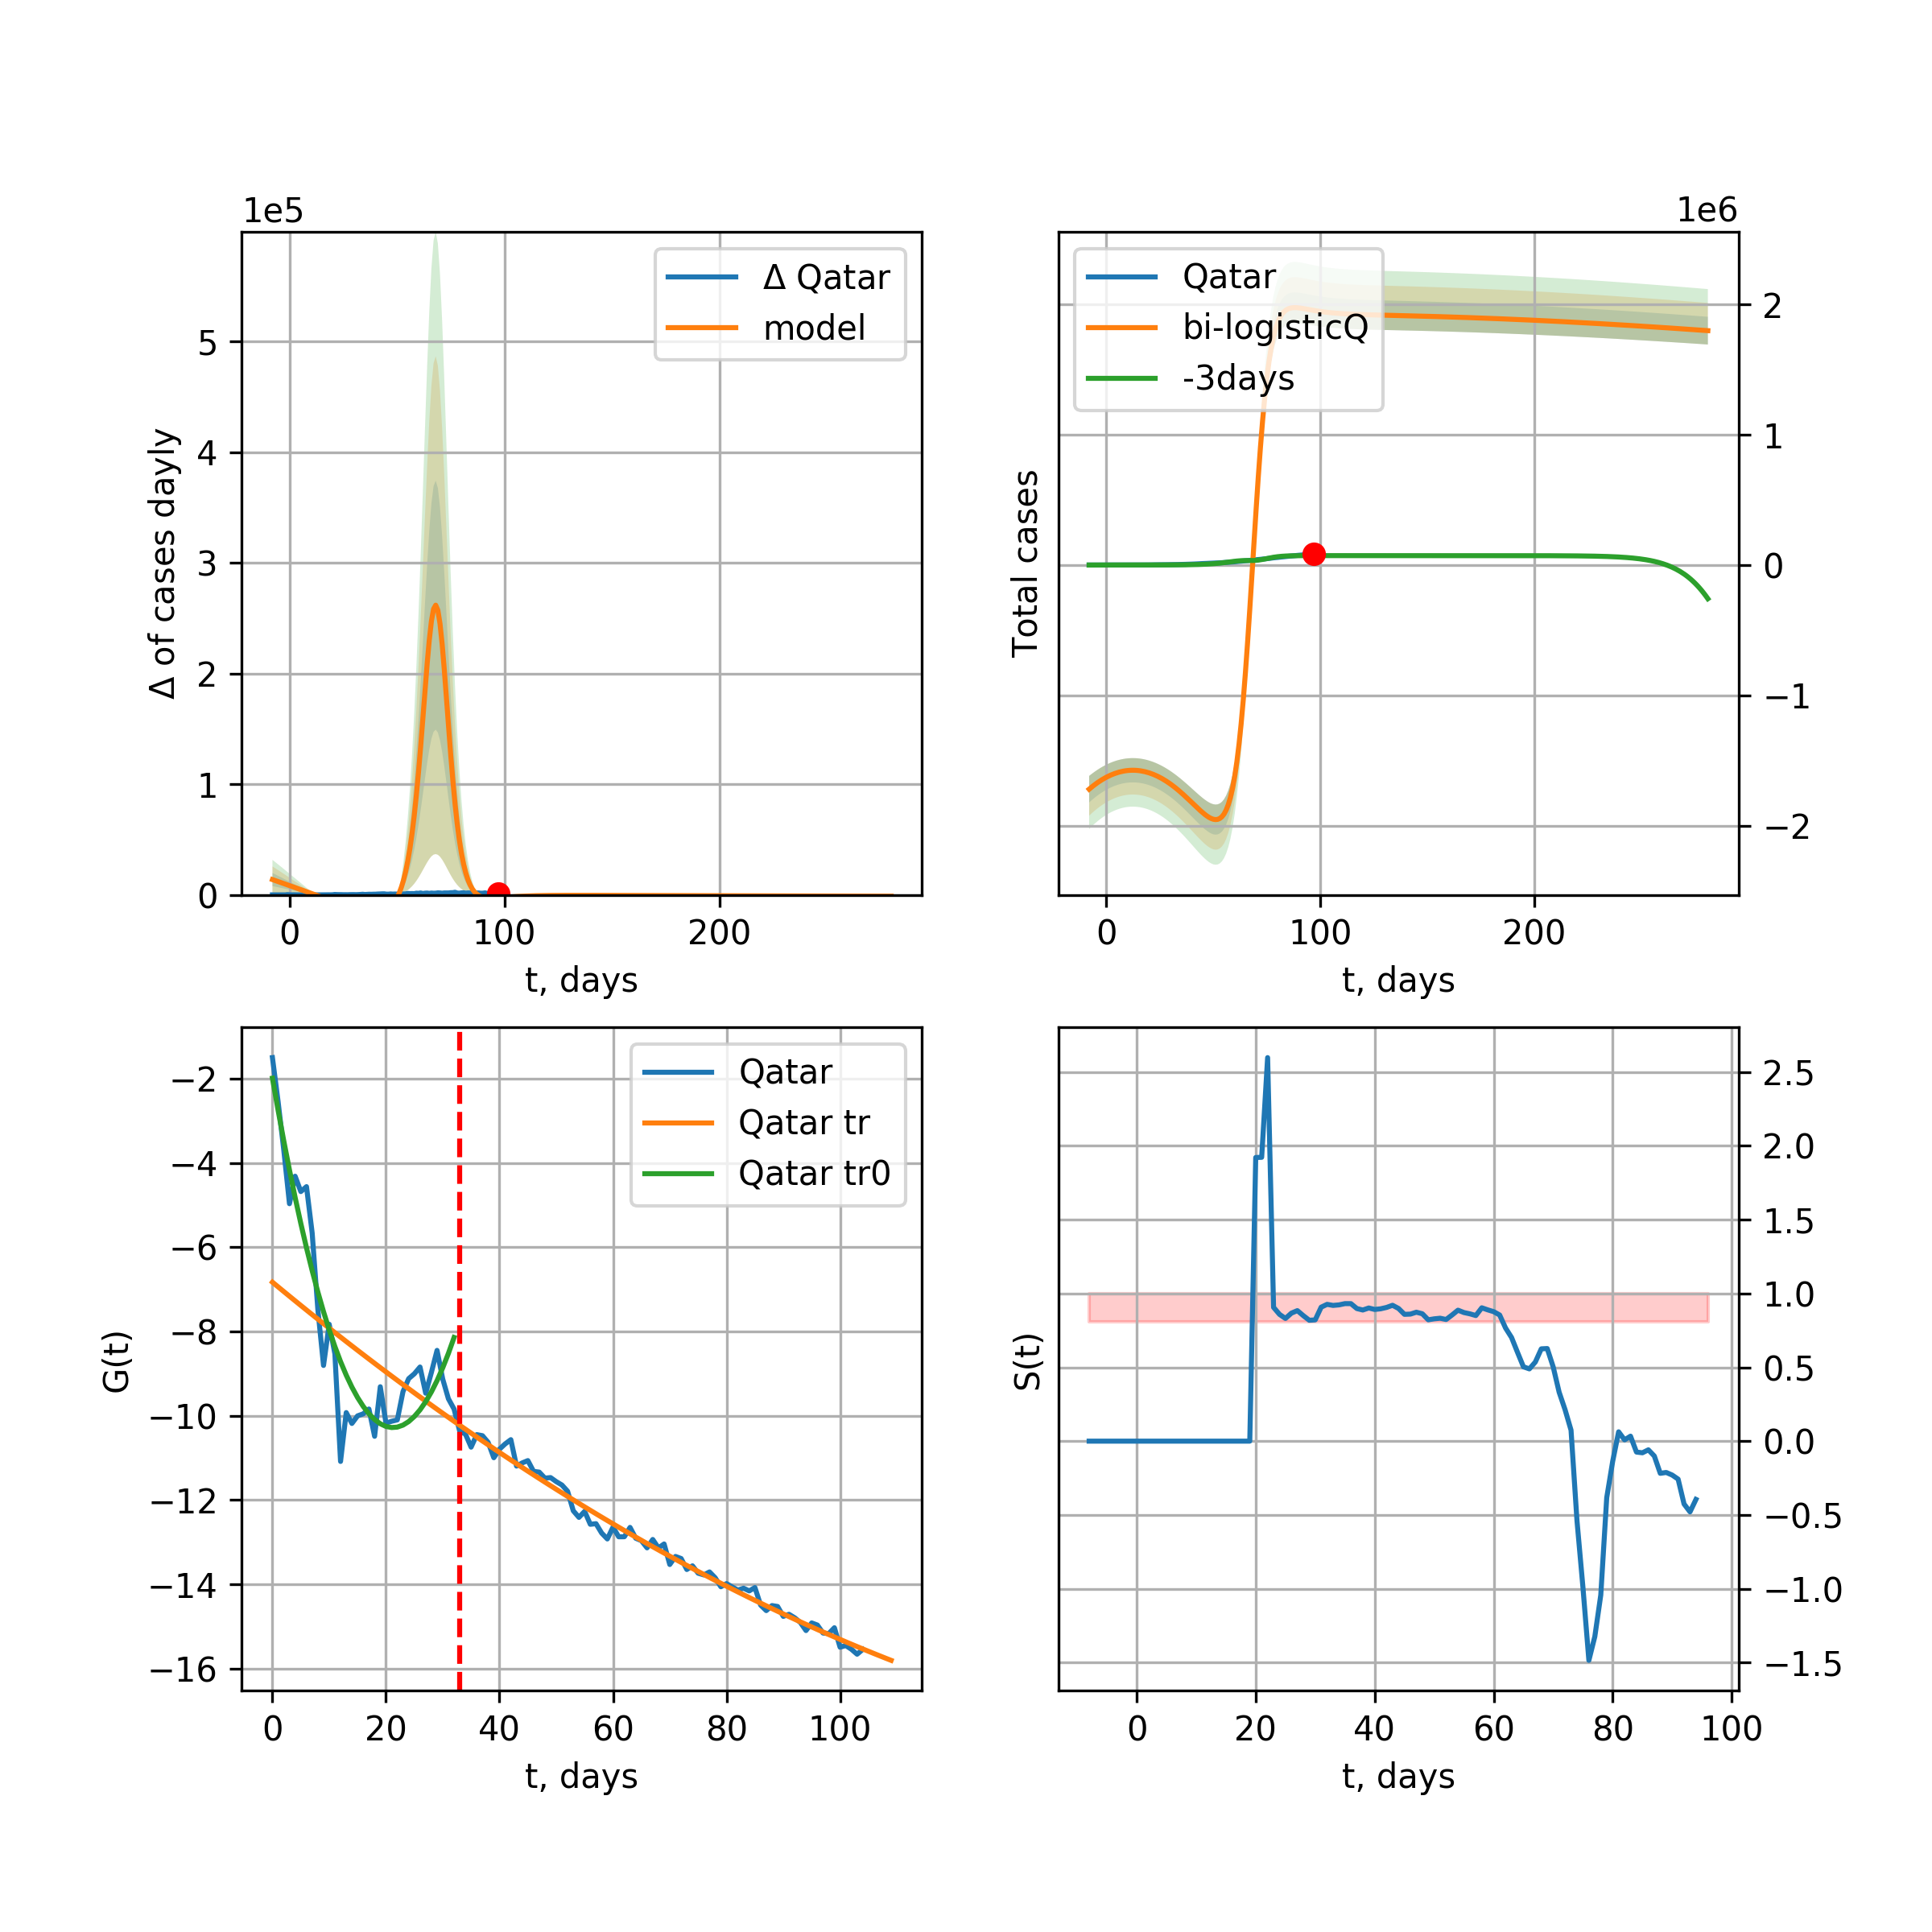 1e5
Δ Qatar
model
5
4
3
2
1
0
Δ of cases dayly
0 100 200
t, days
1e6
Qatar
bi-logisticQ
-3days
Total cases
2
1
0
−1
−2
0 100 200
t, days
Qatar
Qatar tr
Qatar tr0
−2
−4
−6
−8
−10
−12
−14
−16
G(t)
0 20 40 60 80 100
t, days
S(t)
2.5
2.0
1.5
1.0
0.5
0.0
−0.5
−1.0
−1.5
0 20 40 60 80 100
t, days